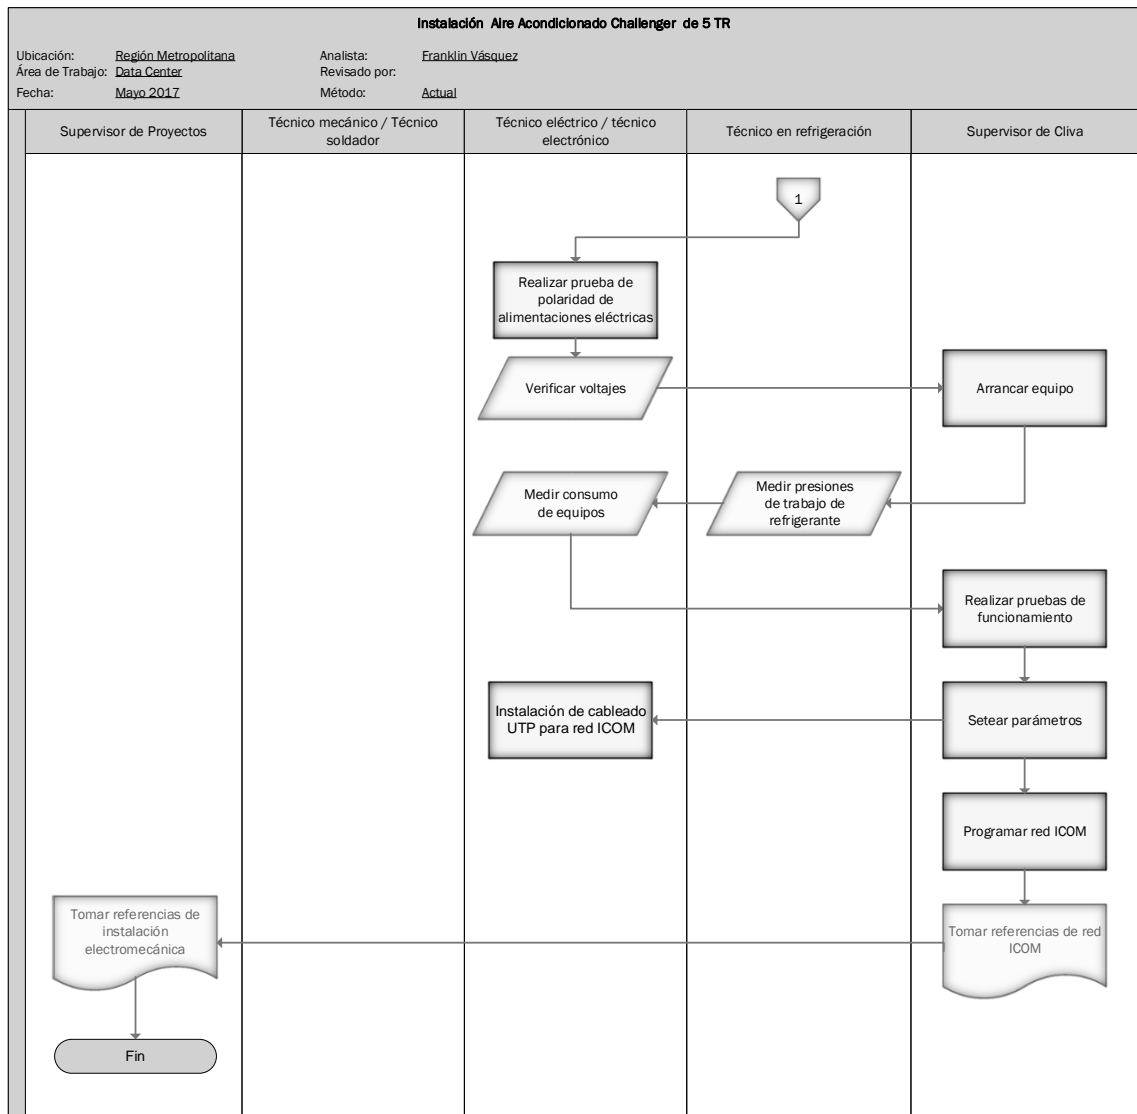 Instalación Aire Acondicionado Challenger de 5 TR
Ubicación: Región Metropolitana
Analista: Franklin Vásquez
Área de Trabajo: Data Center
Revisado por:
Fecha: Mayo 2017
Método: Actual
Supervisor de Proyectos
Técnico mecánico / Técnico
soldador
Técnico eléctrico / técnico
electrónico
Técnico en refrigeración
Supervisor de Cliva
1
Realizar prueba de
polaridad de
alimentaciones eléctricas
Verificar voltajes
Arrancar equipo
Medir consumo
de equipos
Medir presiones
de trabajo de
refrigerante
Realizar pruebas de
funcionamiento
Instalación de cableado
UTP para red ICOM
Setear parámetros
Programar red ICOM
Tomar referencias de
instalación
electromecánica
Tomar referencias de red
ICOM
Fin